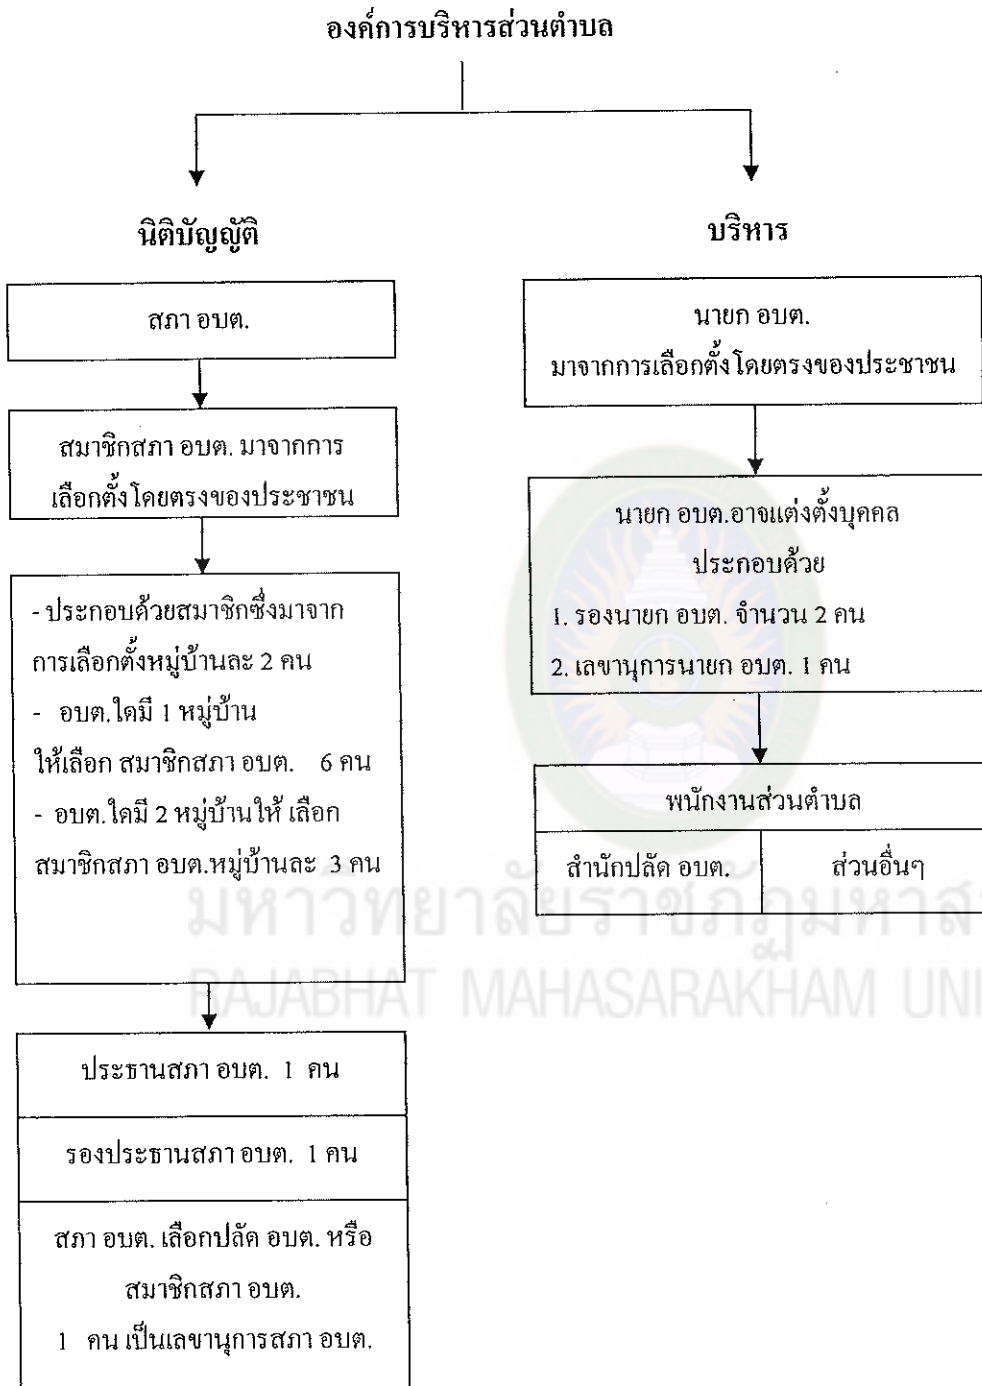 องค์การบริหารส่วนตำบล
นิติบัญญัติ
สภา อบต.
สมาชิกสภา อบต. มาจากการ
เลือกตั้งโดยตรงของประชาชน
- ประกอบด้วยสมาชิกซึ่งมาจาก
การเลือกตั้งหมู่บ้านละ 2 คน
- อบต.ใดมี 1 หมู่บ้าน
ให้เลือก สมาชิกสภา อบต. 6 คน
- อบต.ใดมี 2 หมู่บ้านให้ เลือก
สมาชิกสภา อบต.หมู่บ้านละ 3 คน
ประธานสภา อบต. 1 คน
รองประธานสภา อบต. 1 คน
สภา อบต. เลือกปลัด อบต. หรือ
สมาชิกสภา อบต.
1 คน เป็นเลขานุการสภา อบต.
บริหาร
นายก อบต.
มาจากการเลือกตั้งโดยตรงของประชาชน
นายก อบต.อาจแต่งตั้งบุคคล
ประกอบด้วย
1. รองนายก อบต. จำนวน 2 คน
2. เลขานุการนายก อบต. 1 คน
พนักงานส่วนตำบล
สำนักปลัด อบต.
ส่วนอื่นๆ
มหาวิทยาลัยราชภัฏมหาส
RAJABHAT MAHASARAKHAM UNI